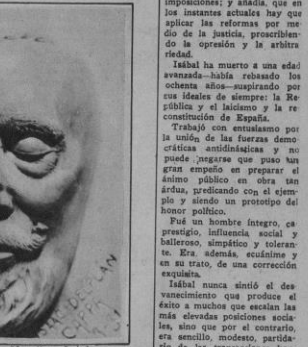 imposiciones; y añadía, que en
los instantes actuales hay que
aplicar las reformas por me-
dio de la justicia, proscribien-
do la opresión y la arbitra
riedad.
Isábal ha muerto a una edad
avanzada—había rebasado los
ochenta años—suspirando por
sus ideales de siempre: la Re-
pública y el laicismo y la re-
constitución de España.
Trabajó con entusiasmo por
la unión de las fuerzas demo-
cráticas antidinásticas y no
puede negarse que puso tan
gran empeño en preparar el
ánimo público en obra tan
árdua, predicando con el ejem-
plo y siendo un prototipo del
honor político.
Fué un hombre íntegro, ca-
prestigio, influencia social y
balleroso, simpático y toleran-
te. Era, además, ecuánime y
en su trato, de una corrección
exquisita.
Isábal nunca sintió el des-
vanecimiento que produce el
éxito a muchos que escalan las
más elevadas posiciones socia-
les, sino que por el contrario,
era sencillo, modesto, partida-